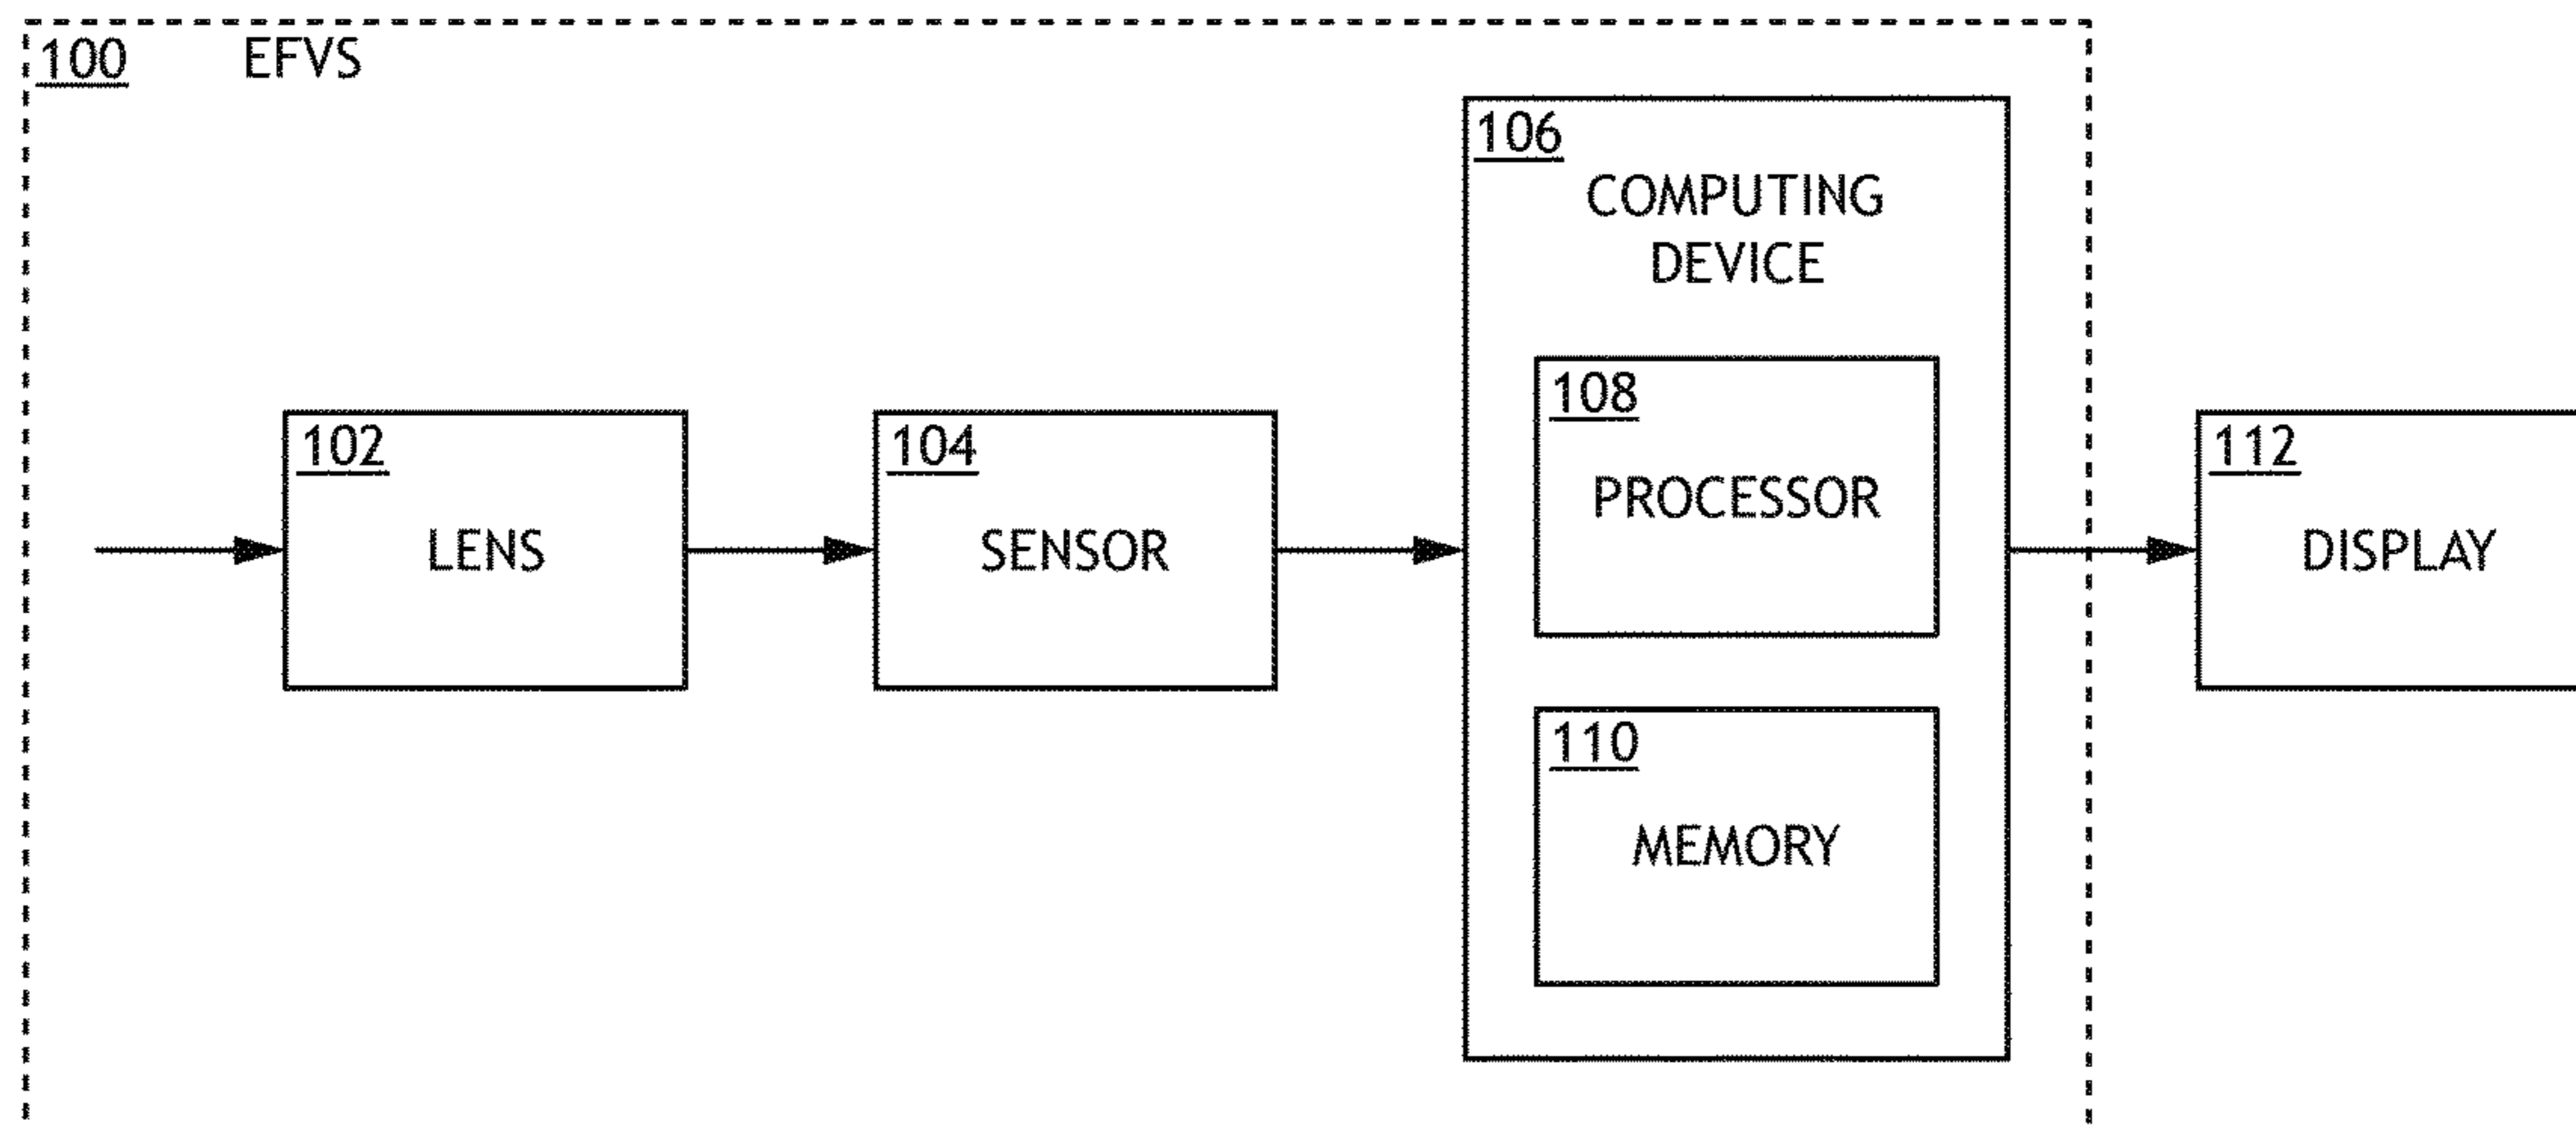 100 EFVS
106
COMPUTING
DEVICE
108
PROCESSOR
102
LENS
104
SENSOR
112
DISPLAY
110
MEMORY